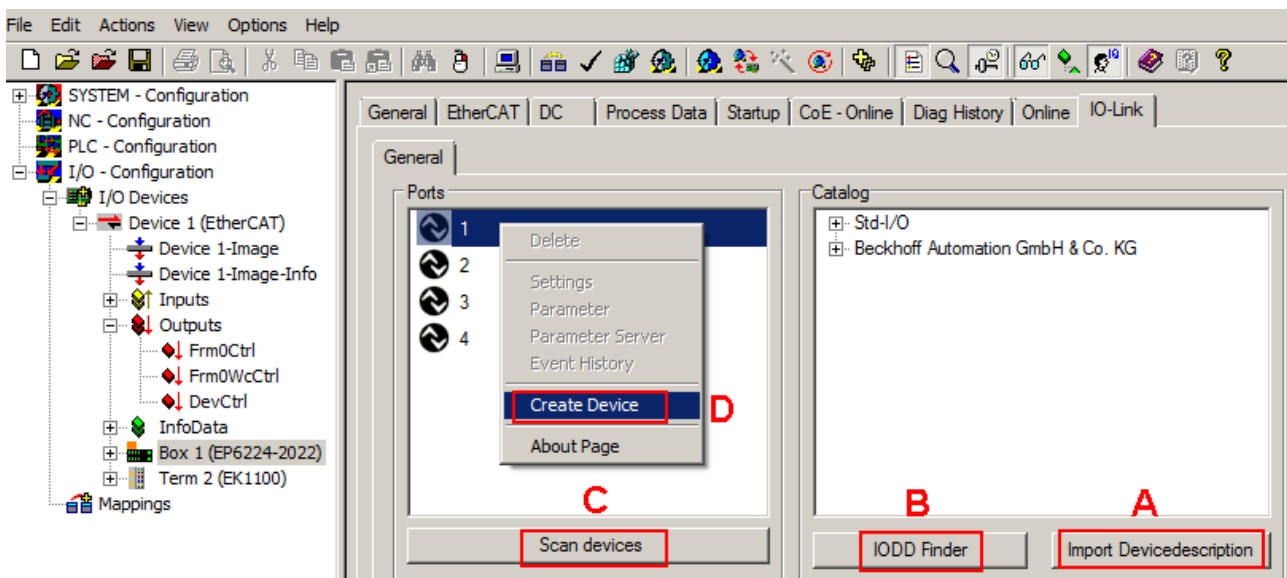 File Edit Actions View Options Help
SYSTEM - Configuration
NC - Configuration
PLC - Configuration
I/O - Configuration
I/O Devices
Device 1 (EtherCAT)
Device 1-Image
Device 1-Image-Info
Inputs
Outputs
Frm0Ctrl
Frm0WcCtrl
DevCtrl
InfoData
Box 1 (EP6224-2022)
Term 2 (EK1100)
Mappings
General EtherCAT DC Process Data Startup CoE - Online Diag History Online IO-Link
General
Ports
1
2
3
4
Delete
Settings
Parameter
Parameter Server
Event History
Create Device
D
About Page
C
Scan devices
Catalog
Std-I/O
Beckhoff Automation GmbH & Co. KG
B
A
IODD Finder
Import Devicedescription